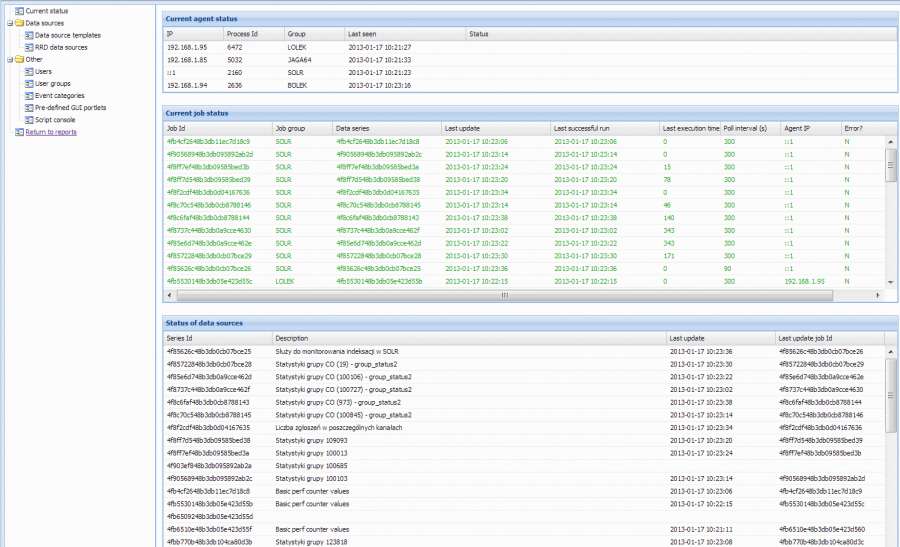 Current status
Data sources
Data source templates
RRD data sources
Other
Users
User groups
Event categories
Pre-defined GUI portlets
Script console
Return to reports
Current agent status
IP Process Id Group Last seen Status
192.168.1.95 6472 LOLEK 2013-01-17 10:21:27
192.168.1.85 5032 JAGA64 2013-01-17 10:21:33
::1 2160 SOLR 2013-01-17 10:21:23
192.168.1.94 2636 BOLEK 2013-01-17 10:23:16
Current job status
Job Id Job group Data series Last update Last successful run Last execution time Poll interval (s) Agent IP Error?
4fb4cf2648b3db11ec7d18c9 SOLR 4fb4cf2648b3db11ec7d18c8 2013-01-17 10:23:06 2013-01-17 10:23:06 0 300 ::1 N
4f90568948b3db095892ab2d SOLR 4f90568948b3db095892ab2c 2013-01-17 10:23:14 2013-01-17 10:23:14 0 300 ::1 N
4f8ff7ef48b3db09585bed3b SOLR 4f8ff7ef48b3db09585bed3a 2013-01-17 10:23:24 2013-01-17 10:23:24 15 300 ::1 N
4f8ff7d548b3db09585bed39 SOLR 4f8ff7d548b3db09585bed38 2013-01-17 10:23:20 2013-01-17 10:23:20 78 300 ::1 N
4f8f2cdf48b3db0d04167636 SOLR 4f8f2cdf48b3db0d04167635 2013-01-17 10:23:34 2013-01-17 10:23:34 0 300 ::1 N
4f8c70c548b3db0cb8788146 SOLR 4f8c70c548b3db0cb8788145 2013-01-17 10:23:14 2013-01-17 10:23:14 46 300 ::1 N
4f8c6faf48b3db0cb8788144 SOLR 4f8c6faf48b3db0cb8788143 2013-01-17 10:23:38 2013-01-17 10:23:38 140 300 ::1 N
4f8737c448b3db0a9cce4630 SOLR 4f8737c448b3db0a9cce462f 2013-01-17 10:23:02 2013-01-17 10:23:02 343 300 ::1 N
4f85e6d748b3db0a9cce462e SOLR 4f85e6d748b3db0a9cce462d 2013-01-17 10:23:22 2013-01-17 10:23:22 343 300 ::1 N
4f85722848b3db0cb07bce29 SOLR 4f85722848b3db0cb07bce28 2013-01-17 10:23:30 2013-01-17 10:23:30 171 300 ::1 N
4f85626c48b3db0cb07bce26 SOLR 4f85626c48b3db0cb07bce25 2013-01-17 10:23:36 2013-01-17 10:23:36 0 90 ::1 N
4fb5530148b3db05e423d55c LOLEK 4fb5530148b3db05e423d55b 2013-01-17 10:22:15 2013-01-17 10:22:15 0 300 192.168.1.95 N
Status of data sources
Series Id Description Last update Last update job Id
4f85626c48b3db0cb07bce25 Służy do monitorowania indeksacji w SOLR 2013-01-17 10:23:36 4f85626c48b3db0cb07bce26
4f85722848b3db0cb07bce28 Statystyki grupy CO (19) - group_status2 2013-01-17 10:23:30 4f85722848b3db0cb07bce29
4f85e6d748b3db0a9cce462d Statystyki grupy CO (100106) - group_status2 2013-01-17 10:23:22 4f85e6d748b3db0a9cce462e
4f8737c448b3db0a9cce462f Statystyki grupy CO (100727) - group_status2 2013-01-17 10:23:02 4f8737c448b3db0a9cce4630
4f8c6faf48b3db0cb8788143 Statystyki grupy CO (973) - group_status2 2013-01-17 10:23:38 4f8c6faf48b3db0cb8788144
4f8c70c548b3db0cb8788145 Statystyki grupy CO (100845) - group_status2 2013-01-17 10:23:14 4f8c70c548b3db0cb8788146
4f8f2cdf48b3db0d04167635 Liczba zgłoszeń w poszczególnych kanałach 2013-01-17 10:23:34 4f8f2cdf48b3db0d04167636
4f8ff7d548b3db09585bed38 Statystyki grupy 109093 2013-01-17 10:23:20 4f8ff7d548b3db09585bed39
4f8ff7ef48b3db09585bed3a Statystyki grupy 100013 2013-01-17 10:23:24 4f8ff7ef48b3db09585bed3b
4f903ef848b3db095892ab2a Statystyki grupy 100685
4f90568948b3db095892ab2c Statystyki grupy 100103 2013-01-17 10:23:14 4f90568948b3db095892ab2d
4fb4cf2648b3db11ec7d18c8 Basic perf counter values 2013-01-17 10:23:06 4fb4cf2648b3db11ec7d18c9
4fb5530148b3db05e423d55b Basic perf counter values 2013-01-17 10:22:15 4fb5530148b3db05e423d55c
4fb6509248b3db05e423d55d
4fb6510e48b3db05e423d55f Basic perf counter values 2013-01-17 10:21:11 4fb6510e48b3db05e423d560
4fbb770b48b3db104ca80d3b Statystyki grupy 123818 2013-01-17 10:23:08 4fbb770b48b3db104ca80d3c